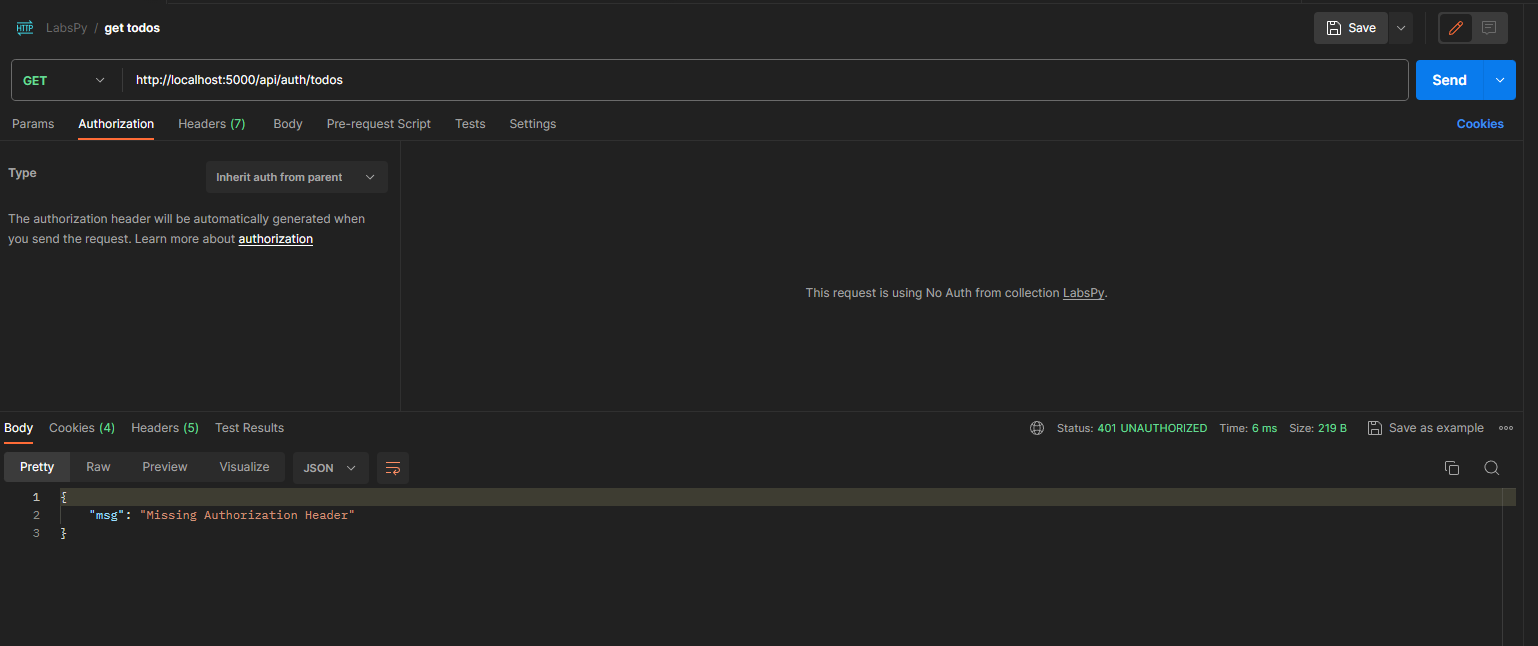 HTTP LabsPy / get todos Save
GET http://localhost:5000/api/auth/todos Send
Params Authorization Headers (7) Body Pre-request Script Tests Settings Cookies
Type Inherit auth from parent
The authorization header will be automatically generated when
you send the request. Learn more about authorization
This request is using No Auth from collection LabsPy.
Body Cookies (4) Headers (5) Test Results Status: 401 UNAUTHORIZED Time: 6 ms Size: 219 B Save as example
Pretty Raw Preview Visualize JSON
1 {
2 "msg": "Missing Authorization Header"
3 }